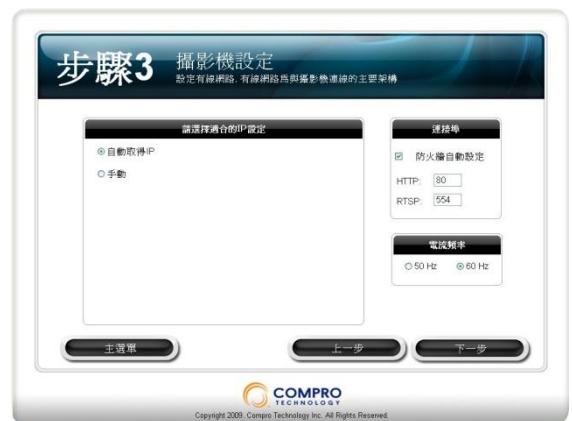 步驟3
攝影機設定
設定有線網路.有線網路為與攝影機連線的主要架構
請選擇適合的IP設定
自動取得IP
手動
連接埠
防火牆自動設定
HTTP: 80
RTSP: 554
電流頻率
50 Hz 60 Hz
主選單
上一步
下一步
COMPRO
TECHNOLOGY
Copyright 2009. Compro Technology Inc. All Rights Reserved.